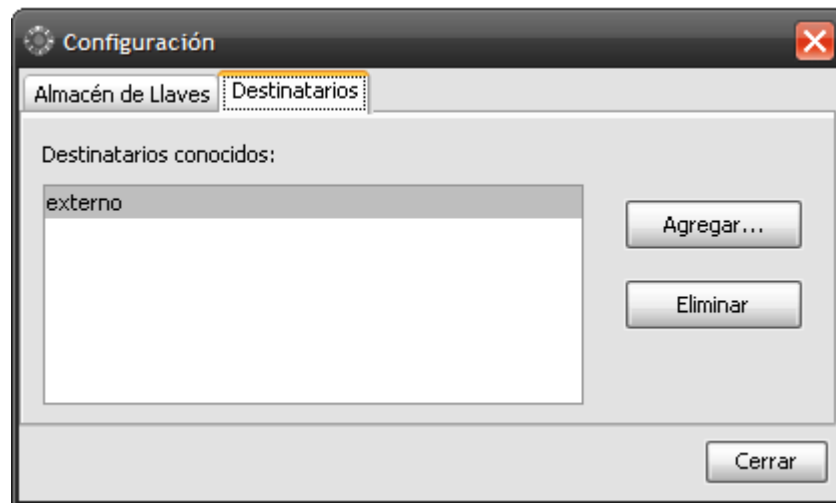 Configuración
Almacén de Llaves
Destinatarios
Destinatarios conocidos:
externo
Agregar...
Eliminar
Cerrar